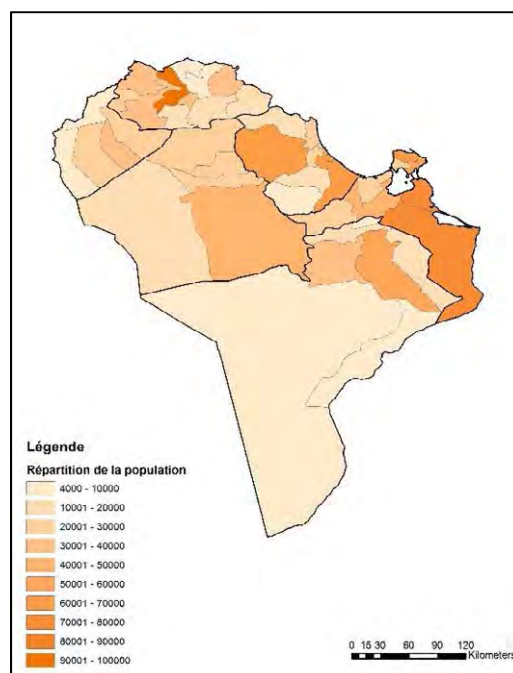 Légende
Répartition de la population
4000 - 10000
10001 - 20000
20001 - 30000
30001 - 40000
40001 - 50000
50001 - 60000
60001 - 70000
70001 - 80000
80001 - 90000
90001 - 100000
0 15 30 60 90 120
Kilometers